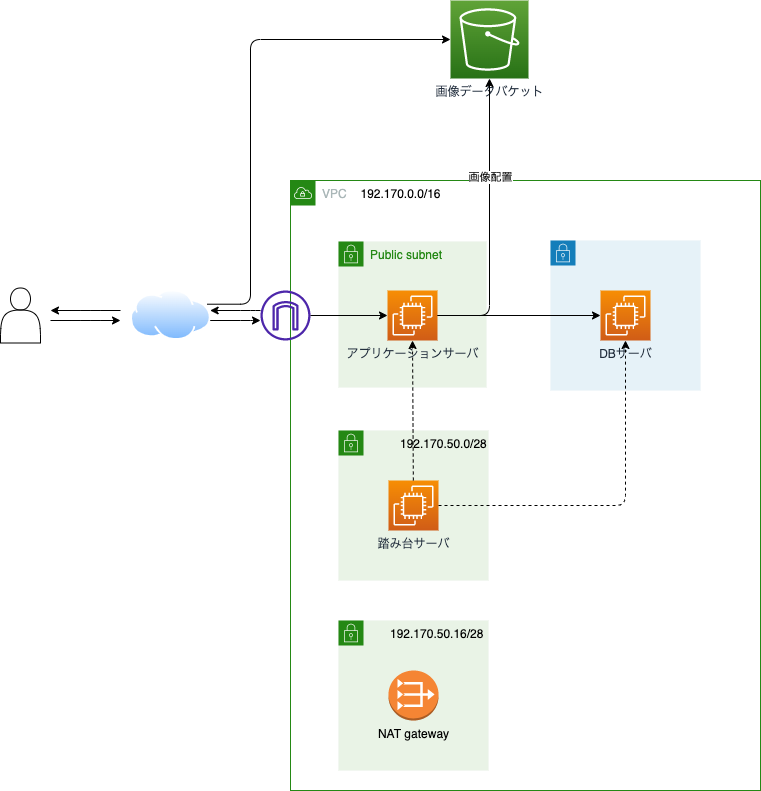 画像データバケット
画像配置
VPC 192.170.0.0/16
Public subnet
アプリケーションサーバ
DBサーバ
192.170.50.0/28
踏み台サーバ
192.170.50.16/28
NAT gateway